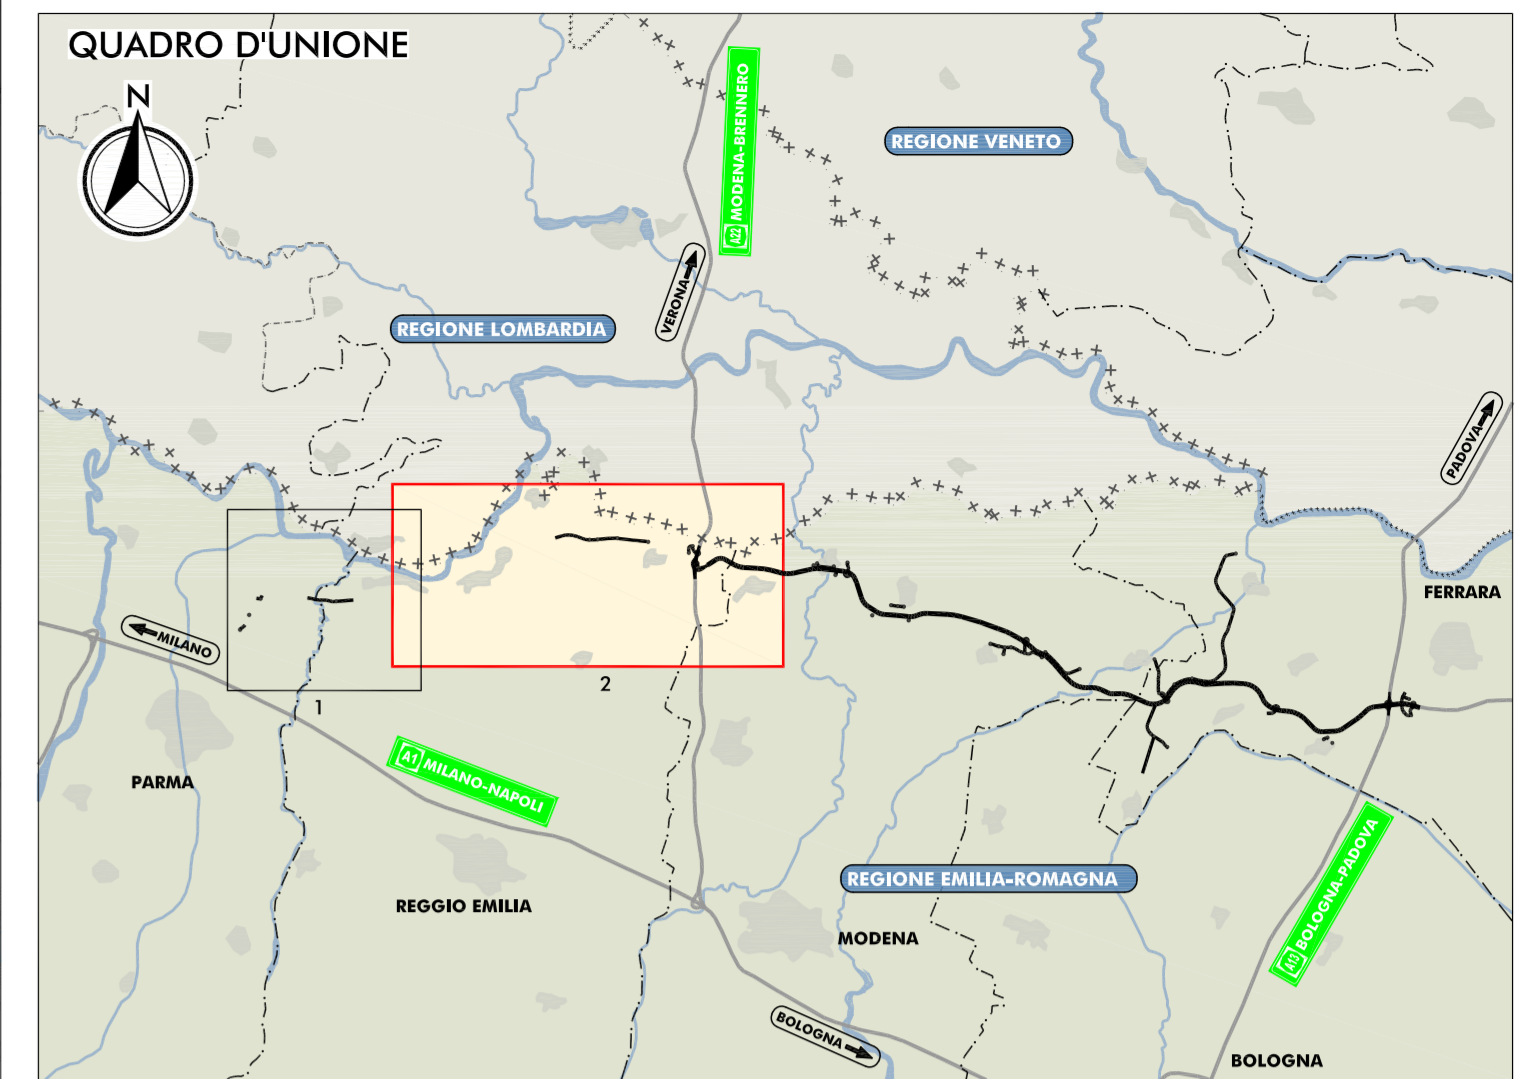 QUADRO D'UNIONE
N
A22 MODENA-BRENNERO
REGIONE VENETO
VERONA
REGIONE LOMBARDIA
PADOVA
FERRARA
MILANO
2
1
A1 MILANO-NAPOLI
PARMA
REGIONE EMILIA-ROMAGNA
A13 BOLOGNA-PADOVA
REGGIO EMILIA
MODENA
BOLOGNA
BOLOGNA